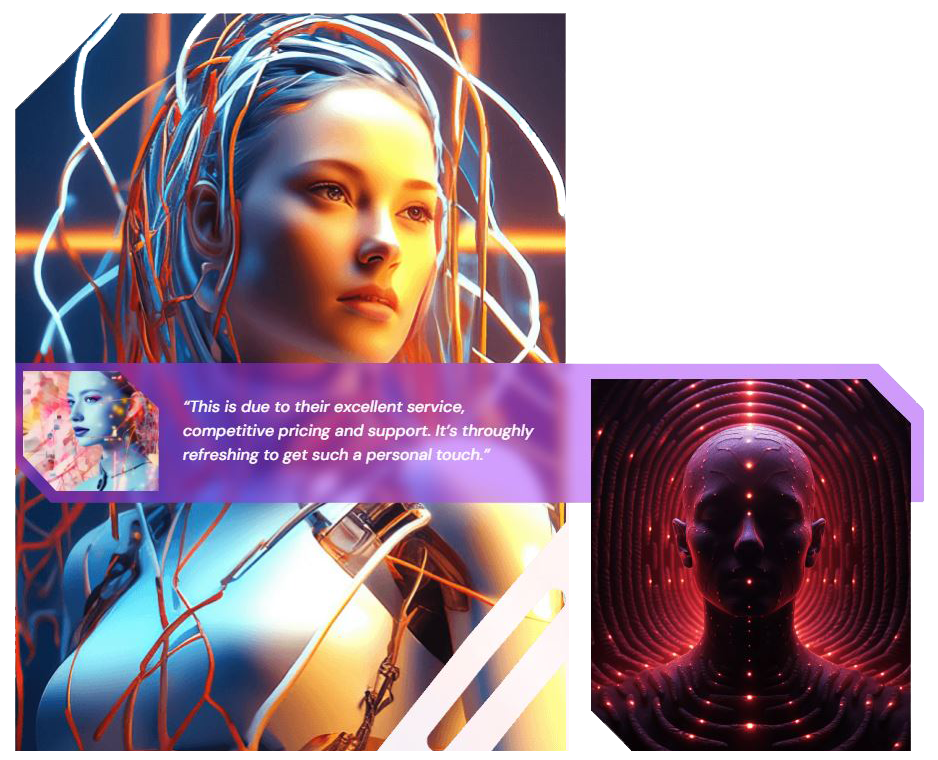 “This is due to their excellent service,
competitive pricing and support. It’s throughly
refreshing to get such a personal touch.”